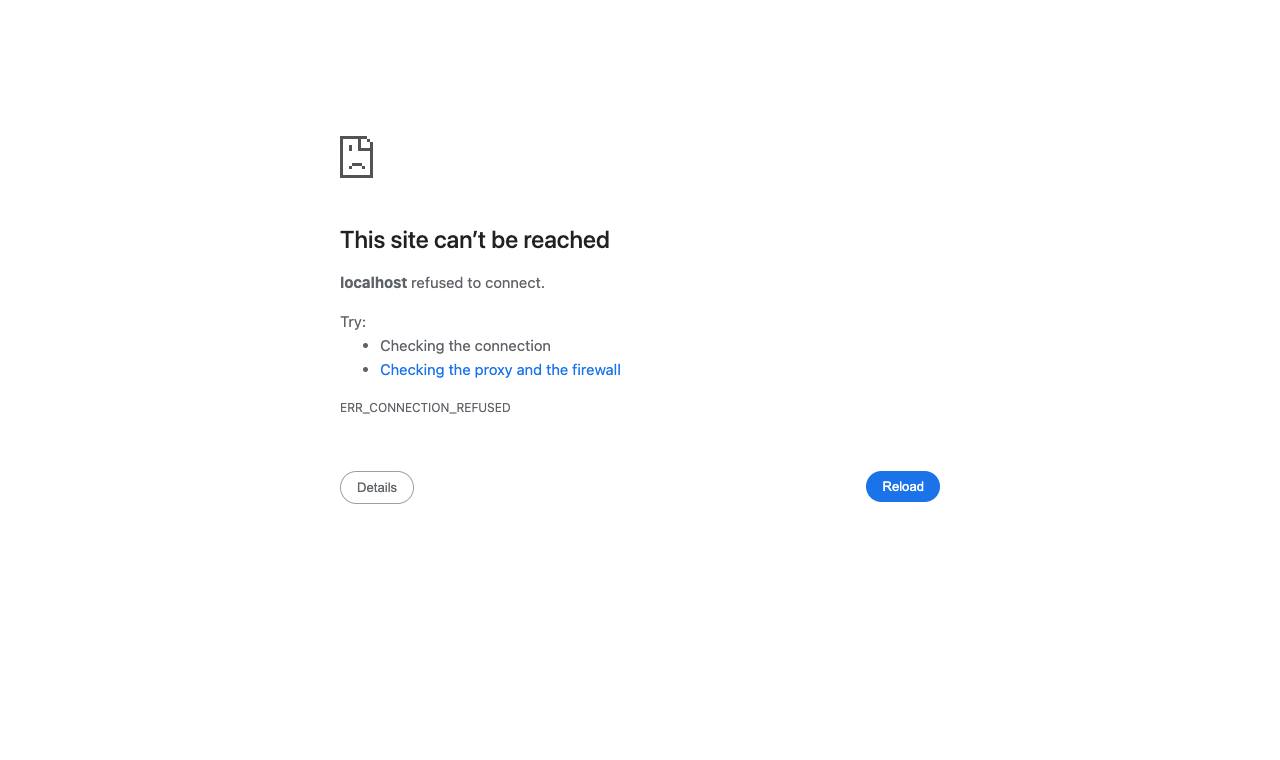 This site can’t be reached
localhost refused to connect.
Try:
Checking the connection
Checking the proxy and the firewall
ERR_CONNECTION_REFUSED
Details
Reload